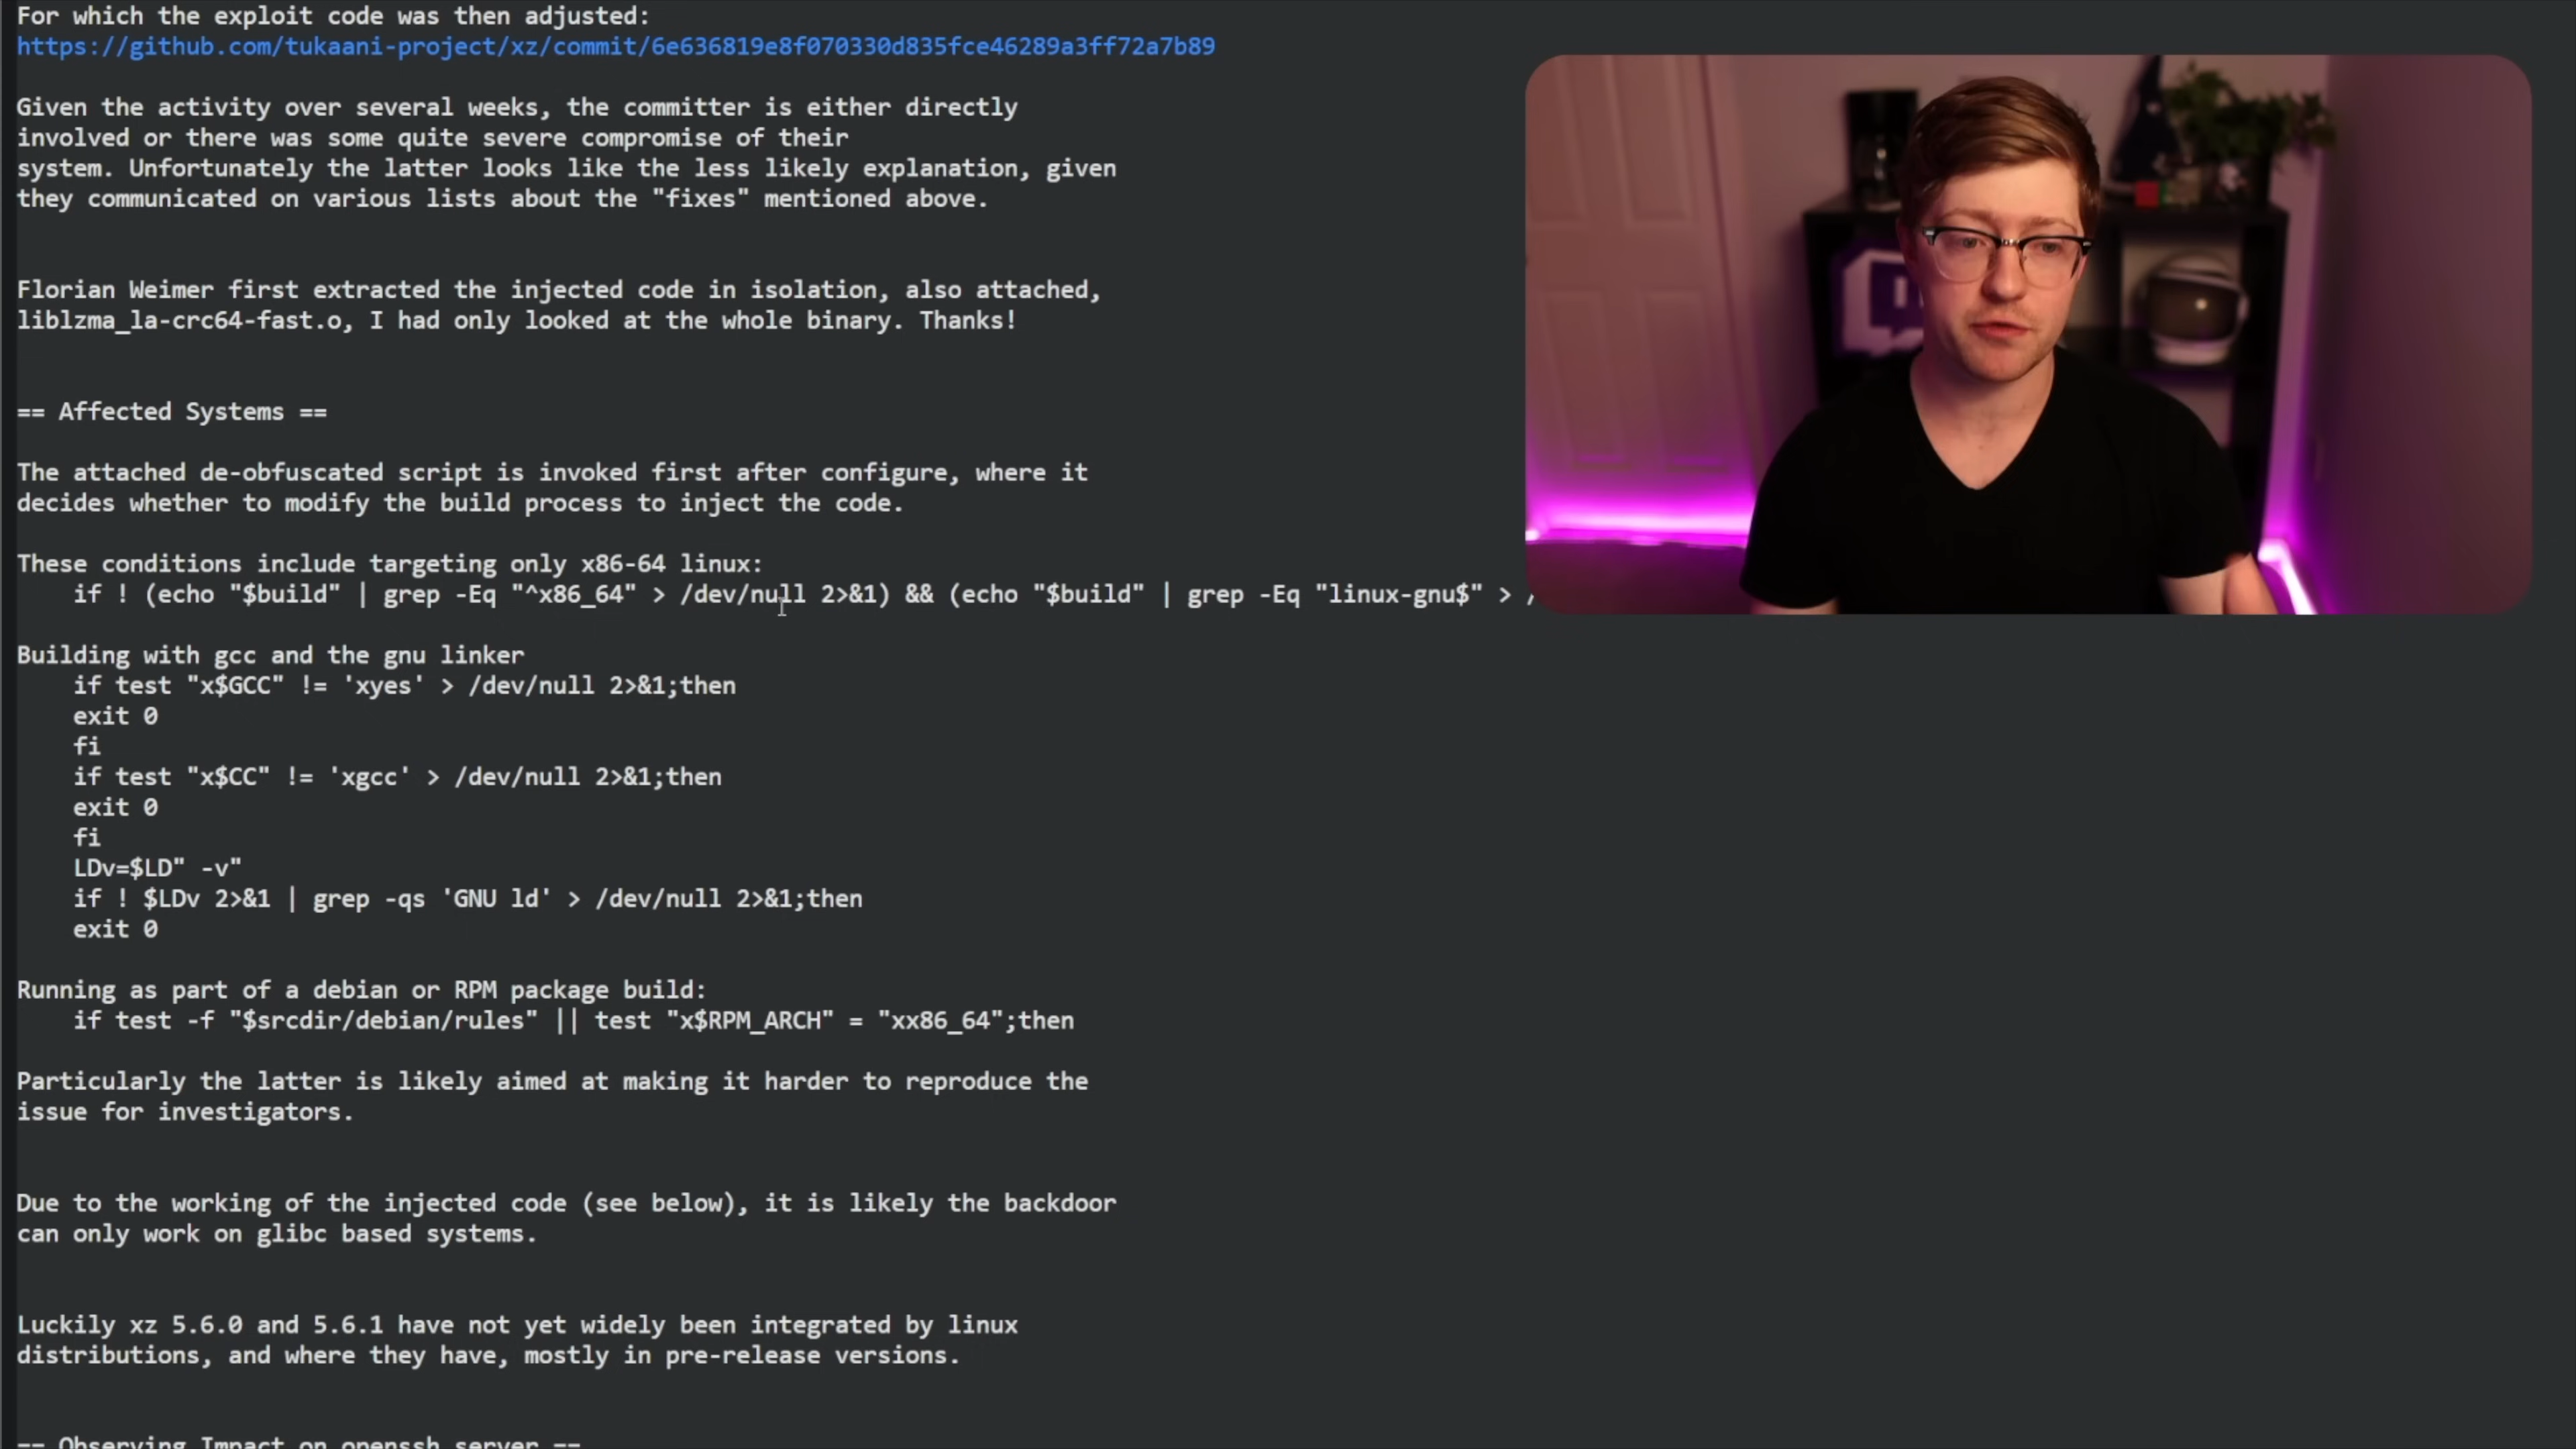 For which the exploit code was then adjusted:
https://github.com/tukaani-project/xz/commit/6e636819e8f070330d835fce46289a3ff72a7b89
Given the activity over several weeks, the committer is either directly
involved or there was some quite severe compromise of their
system. Unfortunately the latter looks like the less likely explanation, given
they communicated on various lists about the "fixes" mentioned above.
Florian Weimer first extracted the injected code in isolation, also attached,
liblzma_la-crc64-fast.o, I had only looked at the whole binary. Thanks!
== Affected Systems ==
The attached de-obfuscated script is invoked first after configure, where it
decides whether to modify the build process to inject the code.
These conditions include targeting only x86-64 linux:
if ! (echo "$build" | grep -Eq "^x86_64" > /dev/null 2>&1) && (echo "$build" | grep -Eq "linux-gnu$" > /
Building with gcc and the gnu linker
if test "x$GCC" != 'xyes' > /dev/null 2>&1;then
exit 0
fi
if test "x$CC" != 'xgcc' > /dev/null 2>&1;then
exit 0
fi
LDv=$LD" -v"
if ! $LDv 2>&1 | grep -qs 'GNU ld' > /dev/null 2>&1;then
exit 0
Running as part of a debian or RPM package build:
if test -f "$srcdir/debian/rules" || test "x$RPM_ARCH" = "xx86_64";then
Particularly the latter is likely aimed at making it harder to reproduce the
issue for investigators.
Due to the working of the injected code (see below), it is likely the backdoor
can only work on glibc based systems.
Luckily xz 5.6.0 and 5.6.1 have not yet widely been integrated by linux
distributions, and where they have, mostly in pre-release versions.
== Observing Impact on openssh server ==